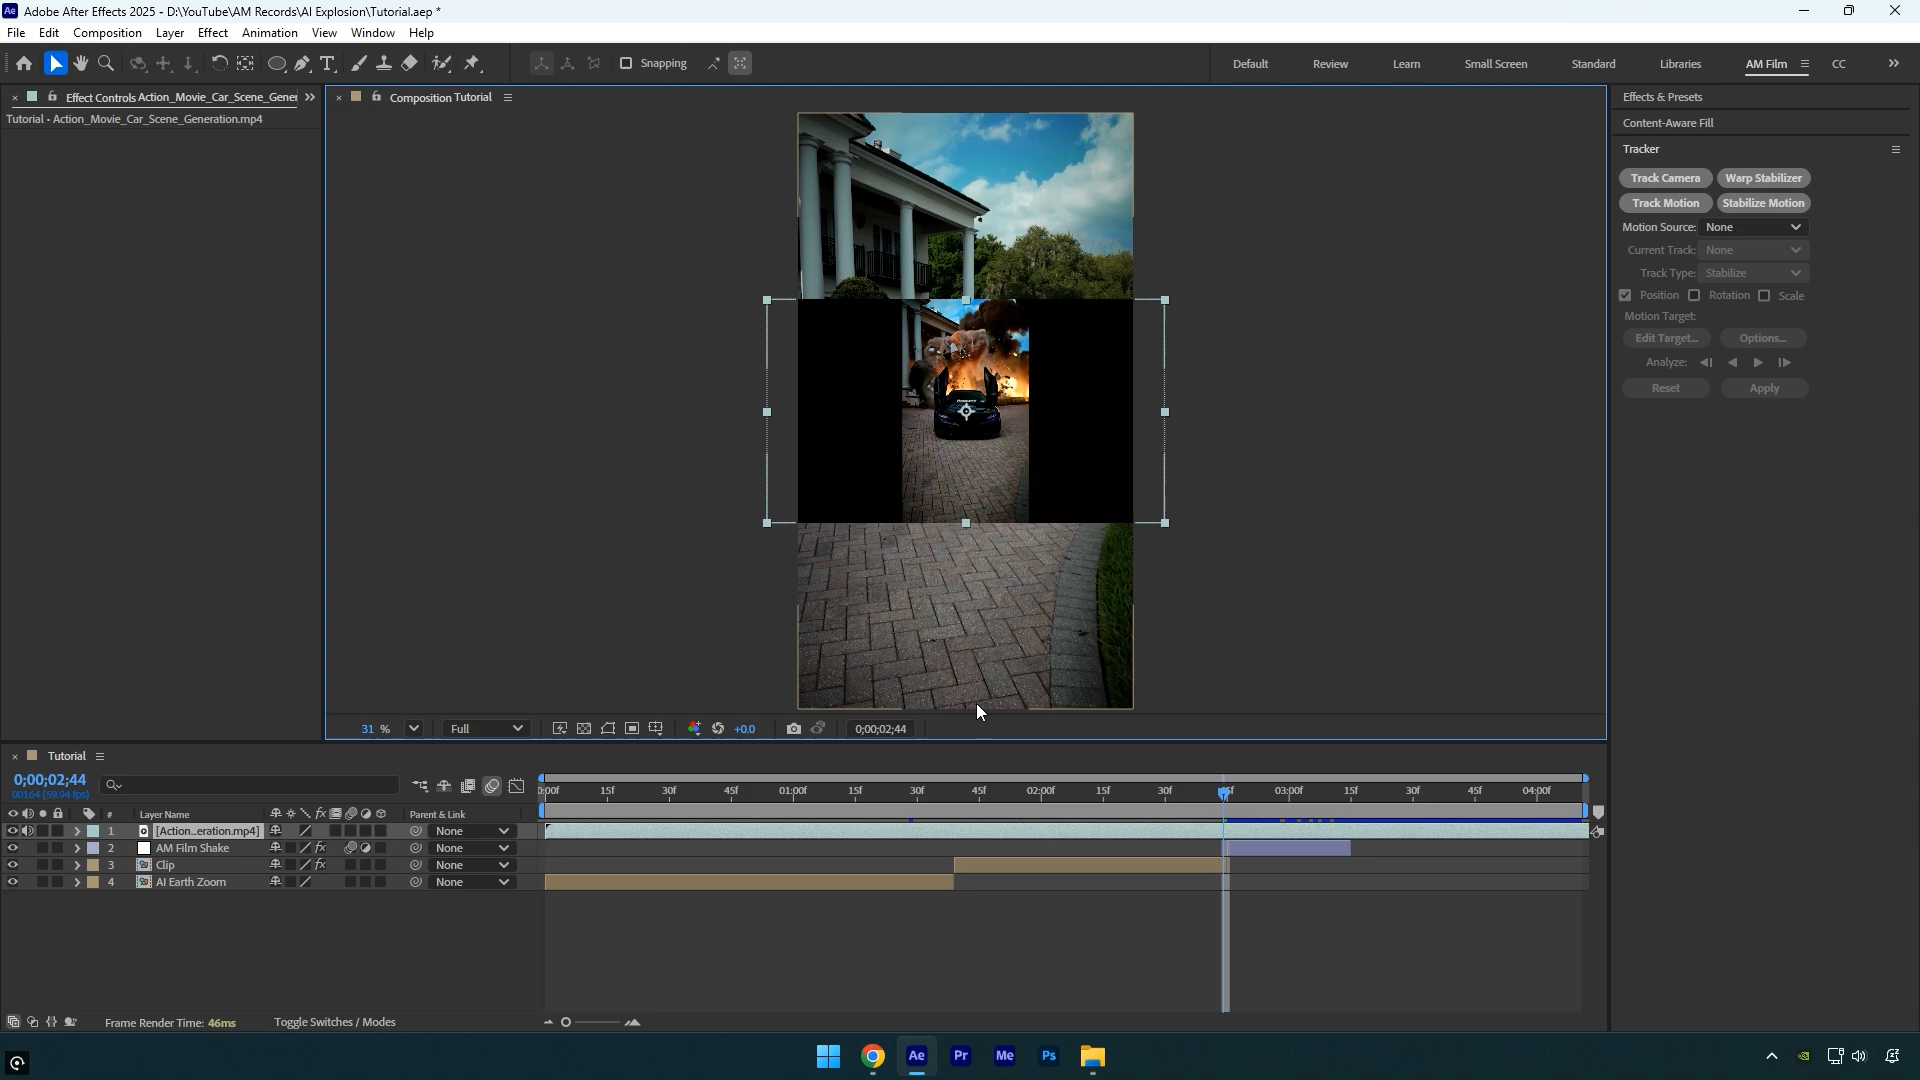 Adobe After Effects 2025 - D:\YouTube\AM Records\AI Explosion\Tutorial.aep *
File Edit Composition Layer Effect Animation View Window Help
Snapping
Default Review Learn Small Screen Standard Libraries AM Film CC
Effect Controls Action_Movie_Car_Scene_Gener
Tutorial • Action_Movie_Car_Scene_Generation.mp4
Composition Tutorial
Effects & Presets
Content-Aware Fill
Tracker
Track Camera Warp Stabilizer
Track Motion Stabilize Motion
Motion Source: None
Current Track: None
Track Type: Stabilize
Position Rotation Scale
Motion Target:
Edit Target... Options...
Analyze:
Reset Apply
31 % Full +0.0 0;00;02;44
Tutorial
0;00;02;44
00164 (59.94 fps)
0:00f 15f 30f 45f 01:00f 15f 30f 45f 02:00f 15f 30f 45f 03:00f 15f 30f 45f 04:00f
# Layer Name fx Parent & Link
1 [Action...eration.mp4] None
2 AM Film Shake fx None
3 Clip fx None
4 AI Earth Zoom None
Frame Render Time: 46ms Toggle Switches / Modes
Ae Pr Me Ps